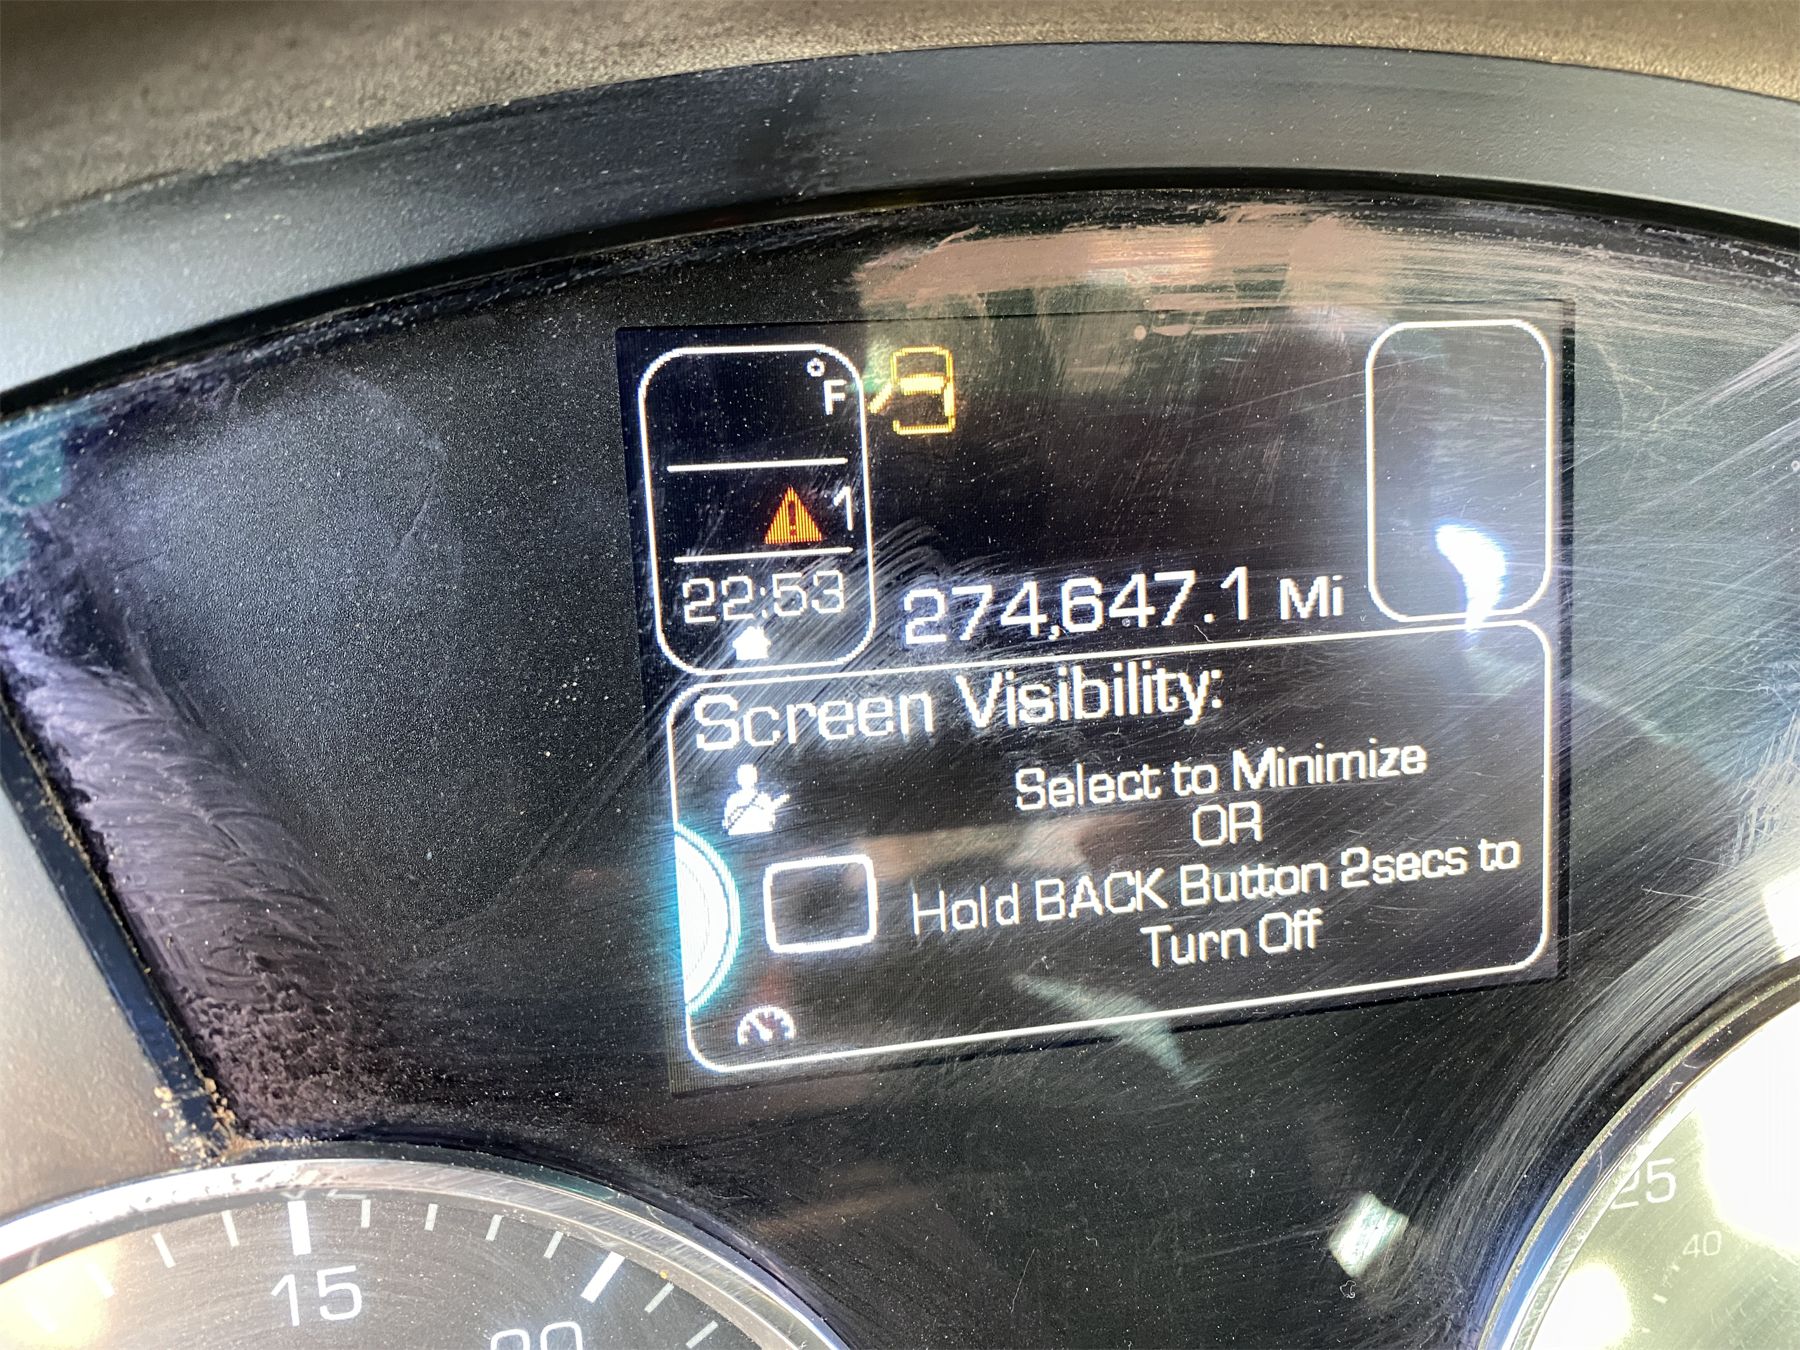 °F
1
22:53
274,647.1 Mi
Screen Visibility:
Select to Minimize
OR
Hold BACK Button 2secs to
Turn Off
15
20
25
40